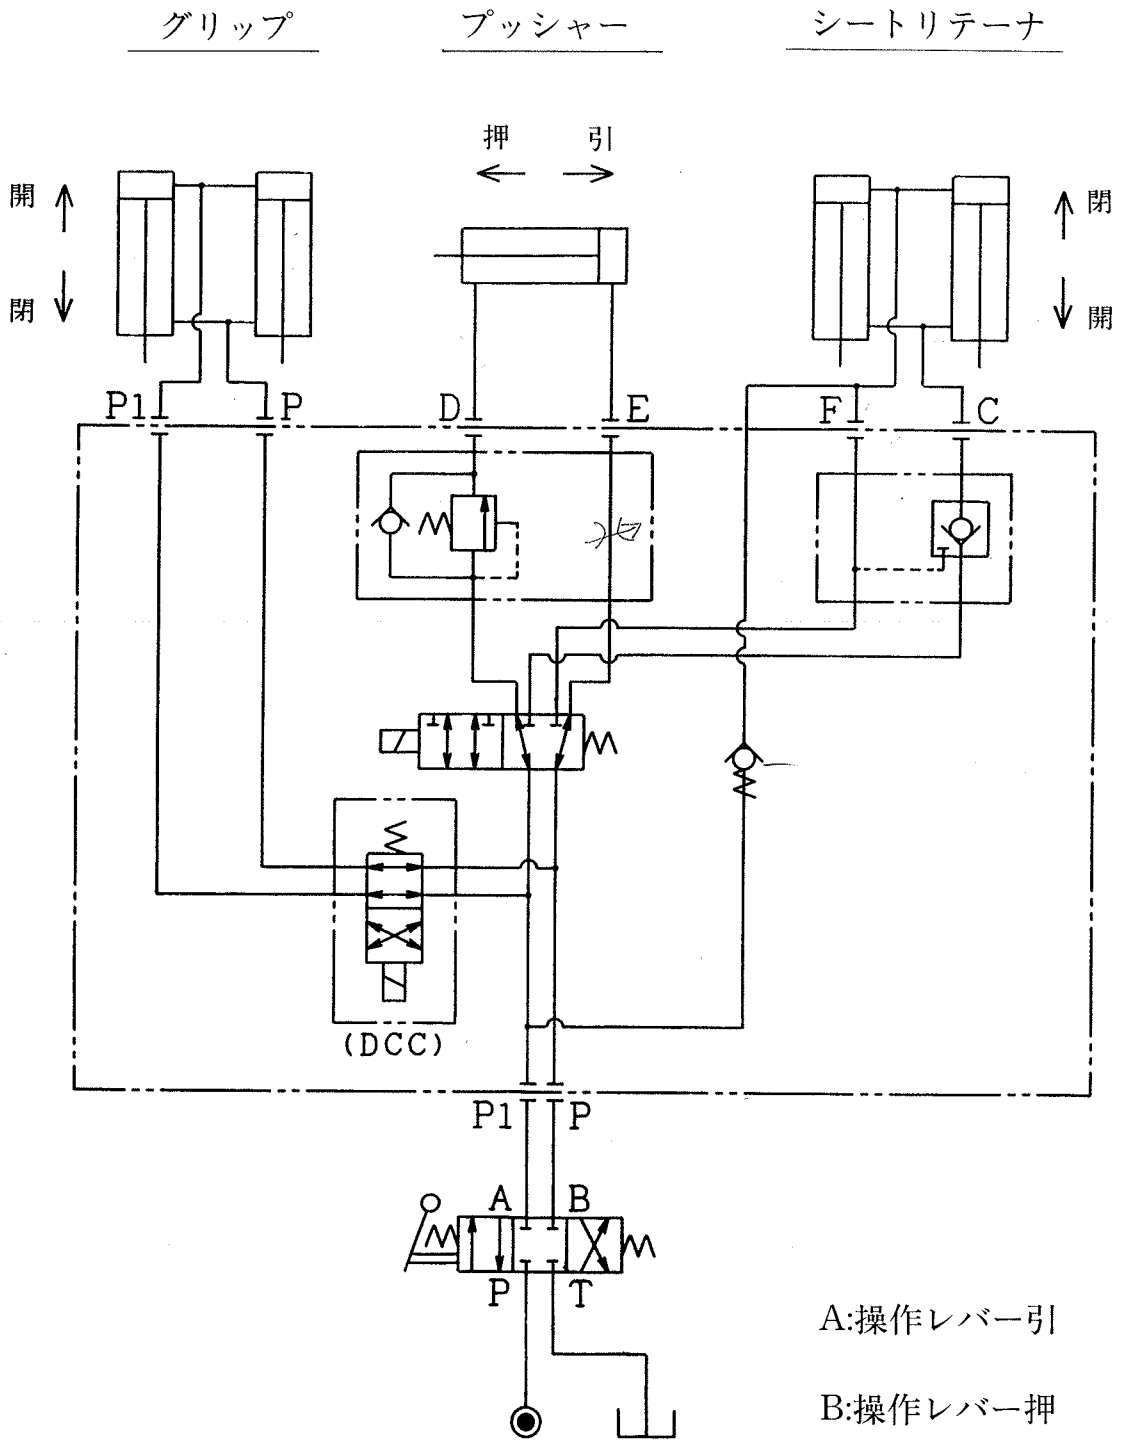 グリップ
プッシャー
シートリテーナ
押 引
開
閉
閉
開
P1 P D E F C
(DCC)
P1 P
A B
P T
A:操作レバー引
B:操作レバー押